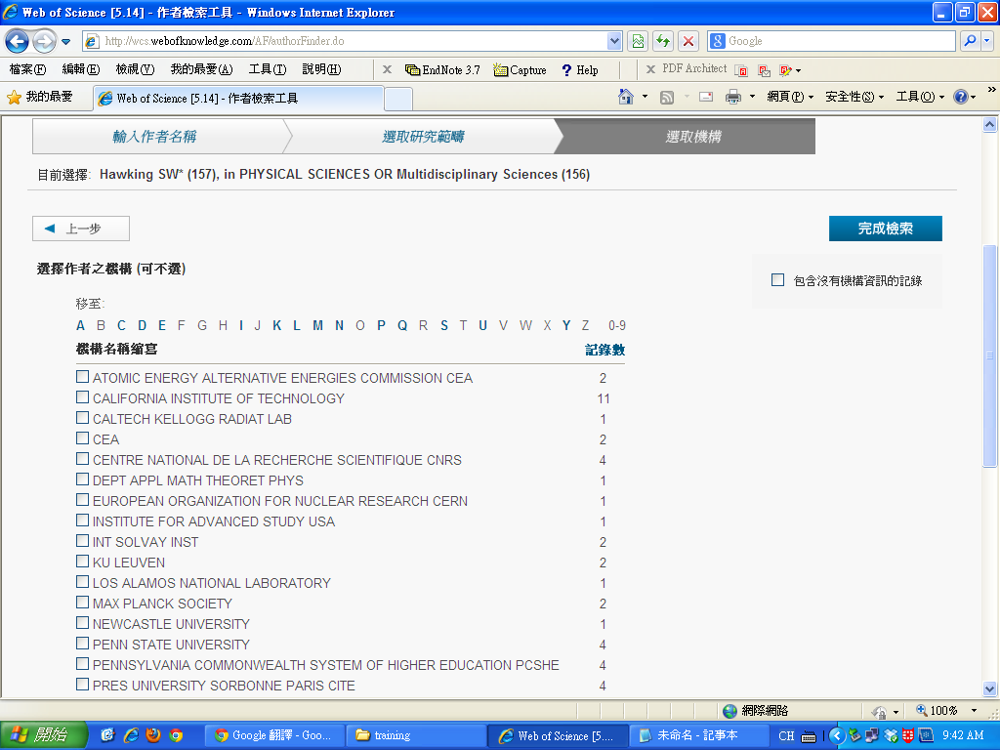 Web of Science [5.14] - 作者檢索工具 - Windows Internet Explorer
http://wcs.webofknowledge.com/AF/authorFinder.do
Google
檔案(F) 編輯(E) 檢視(V) 我的最愛(A) 工具(T) 說明(H) EndNote 3.7 Capture Help PDF Architect
我的最愛 Web of Science [5.14] - 作者檢索工具 網頁(P) 安全性(S) 工具(O)
輸入作者名稱 選取研究範疇 選取機構
目前選擇: Hawking SW* (157), in PHYSICAL SCIENCES OR Multidisciplinary Sciences (156)
上一步 完成檢索
選擇作者之機構 (可不選)
包含沒有機構資訊的記錄
移至:
A B C D E F G H I J K L M N O P Q R S T U V W X Y Z 0-9
機構名稱縮寫 記錄數
ATOMIC ENERGY ALTERNATIVE ENERGIES COMMISSION CEA 2
CALIFORNIA INSTITUTE OF TECHNOLOGY 11
CALTECH KELLOGG RADIAT LAB 1
CEA 2
CENTRE NATIONAL DE LA RECHERCHE SCIENTIFIQUE CNRS 4
DEPT APPL MATH THEORET PHYS 1
EUROPEAN ORGANIZATION FOR NUCLEAR RESEARCH CERN 1
INSTITUTE FOR ADVANCED STUDY USA 1
INT SOLVAY INST 2
KU LEUVEN 2
LOS ALAMOS NATIONAL LABORATORY 1
MAX PLANCK SOCIETY 2
NEWCASTLE UNIVERSITY 1
PENN STATE UNIVERSITY 4
PENNSYLVANIA COMMONWEALTH SYSTEM OF HIGHER EDUCATION PCSHE 4
PRES UNIVERSITY SORBONNE PARIS CITE 4
網際網路 100%
開始 Google 翻譯 - Goo... training Web of Science [5.... 未命名 - 記事本 CH 9:42 AM